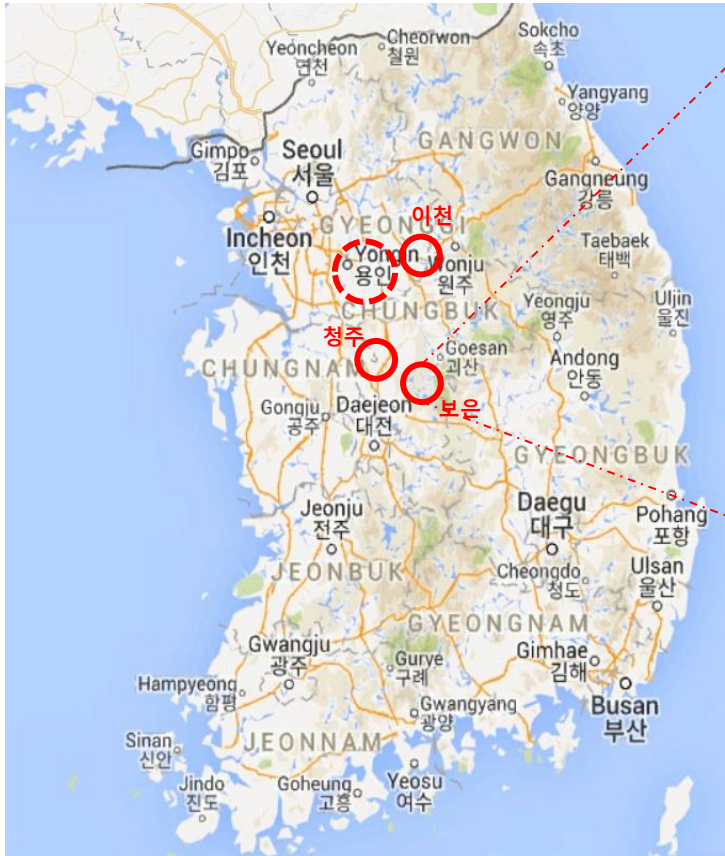 Cheorwon
철원
Sokcho
속초
Yeoncheon
연천
Yangyang
양양
GANGWON
Gimpo
김포
Seoul
서울
Gangneung
강릉
이천
GYEONGGI
Incheon
인천
Yongin
용인
Wonju
원주
Taebaek
태백
CHUNGBUK
Yeongju
영주
Uljin
울진
청주
Goesan
괴산
CHUNGNAM
Andong
안동
보은
Gongju
공주
Daejeon
대전
GYEONGBUK
Daegu
대구
Pohang
포항
Jeonju
전주
JEONBUK
Cheongdo
청도
Ulsan
울산
GYEONGNAM
Gwangju
광주
Gurye
구례
Gimhae
김해
Hampyeong
함평
Gwangyang
광양
Busan
부산
Sinan
신안
JEONNAM
Jindo
진도
Goheung
고흥
Yeosu
여수